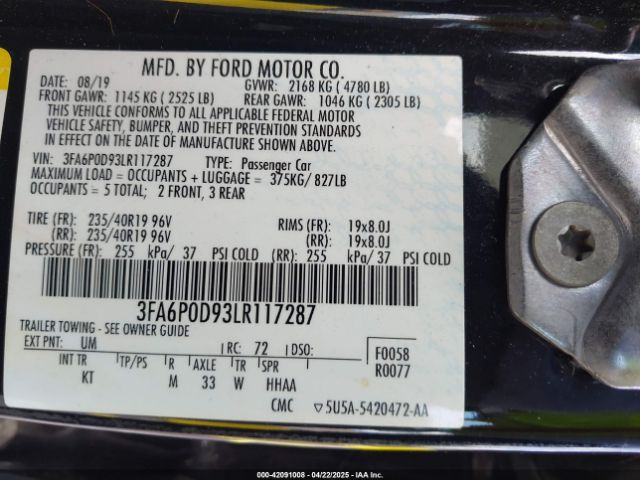 MFD. BY FORD MOTOR CO.
DATE: 08/19 GVWR: 2168 KG ( 4780 LB)
FRONT GAWR: 1145 KG ( 2525 LB) REAR GAWR: 1046 KG ( 2305 LB)
THIS VEHICLE CONFORMS TO ALL APPLICABLE FEDERAL MOTOR
VEHICLE SAFETY, BUMPER, AND THEFT PREVENTION STANDARDS
IN EFFECT ON THE DATE OF MANUFACTURE SHOWN ABOVE.
VIN: 3FA6P0D93LR117287 TYPE: Passenger Car
MAXIMUM LOAD = OCCUPANTS + LUGGAGE = 375KG/ 827LB
OCCUPANTS = 5 TOTAL; 2 FRONT, 3 REAR
TIRE (FR): 235/40R19 96V RIMS (FR): 19x8.0J
(RR): 235/40R19 96V (RR): 19x8.0J
PRESSURE (FR): 255 kPa/ 37 PSI COLD (RR): 255 kPa/ 37 PSI COLD
3FA6P0D93LR117287
TRAILER TOWING - SEE OWNER GUIDE
EXT PNT: UM RC: 72 DSO: F0058
INT TR TP/PS R AXLE TR SPR R0077
KT M 33 W HHAA
CMC ▽5U5A-5420472-AA
000-42091008 - 04/22/2025 - IAAI.com